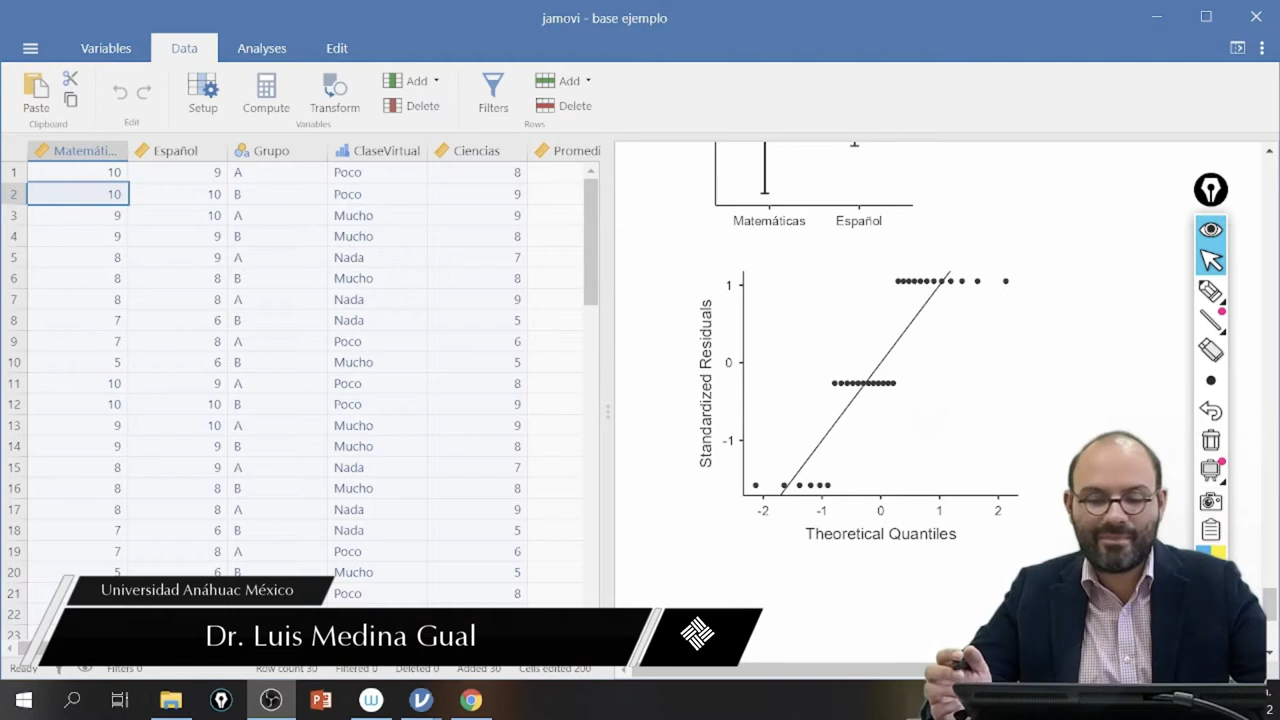 jamovi - base ejemplo
Variables Data Analyses Edit
Paste Setup Compute Transform Add Delete Filters Add Delete
Clipboard Edit Variables Rows
Matemáti... Español Grupo ClaseVirtual Ciencias Promedi
1 10 9 A Poco 8
2 10 10 B Poco 9
3 9 10 A Mucho 9
4 9 9 B Mucho 8
5 8 9 A Nada 7
6 8 8 B Mucho 8
7 8 8 A Nada 9
8 7 6 B Nada 5
9 7 8 A Poco 6
10 5 6 B Mucho 5
11 10 9 A Poco 8
12 10 10 B Poco 9
13 9 10 A Mucho 9
14 9 9 B Mucho 8
15 8 9 A Nada 7
16 8 8 B Mucho 8
17 8 8 A Nada 9
18 7 6 B Nada 5
19 7 8 A Poco 6
20 5 6 B Mucho 5
21 Poco 8
22
23
Ready Filters 0 Row count 30 Filtered 0 Deleted 0 Added 30 Cells edited 200
Matemáticas Español
Standardized Residuals
1
0
-1
-2 -1 0 1 2
Theoretical Quantiles
Universidad Anáhuac México
Dr. Luis Medina Gual